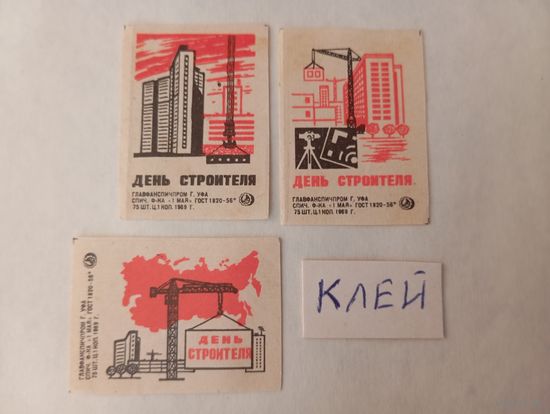 ДЕНЬ СТРОИТЕЛЯ
ГЛАВФАНСПИЧПРОМ Г. УФА
СПИЧ. Ф-КА «1 МАЯ» ГОСТ 1820-56*
75 ШТ. Ц. 1 КОП. 1969 Г.
ДЕНЬ СТРОИТЕЛЯ
ГЛАВФАНСПИЧПРОМ Г. УФА
СПИЧ. Ф-КА «1 МАЯ» ГОСТ 1820-56*
75 ШТ. Ц. 1 КОП. 1969 Г.
ГЛАВФАНСПИЧПРОМ Г. УФА
СПИЧ. Ф-КА «1 МАЯ» ГОСТ 1820-56*
75 ШТ. Ц. 1 КОП. 1969 Г.
ДЕНЬ
СТРОИТЕЛЯ
КЛЕЙ